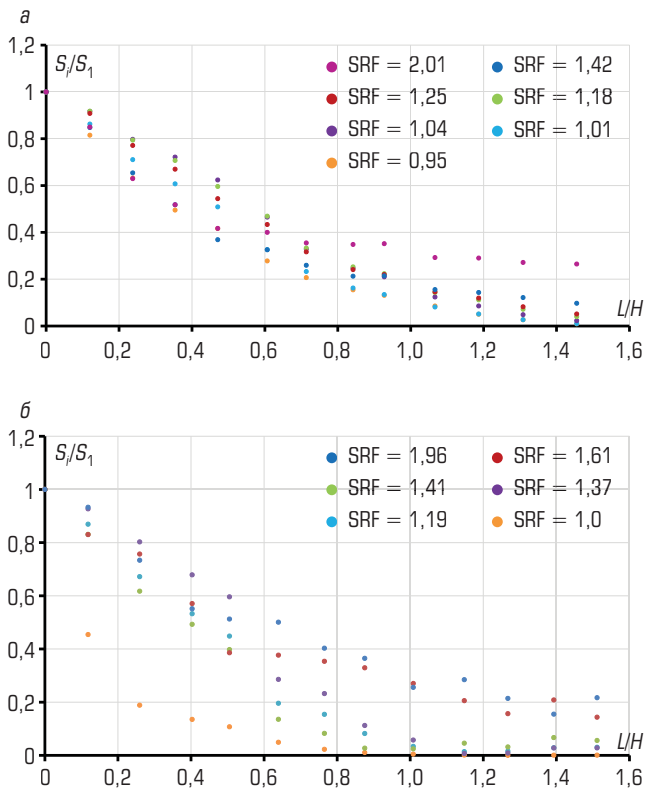 а
1,2
Si/S1
SRF = 2,01
SRF = 1,42
1
SRF = 1,25
SRF = 1,18
0,8
SRF = 1,04
SRF = 1,01
SRF = 0,95
0,6
0,4
0,2
L/H
0
0 0,2 0,4 0,6 0,8 1,0 1,2 1,4 1,6
б
1,2
Si/S1
SRF = 1,96
SRF = 1,61
1
SRF = 1,41
SRF = 1,37
SRF = 1,19
SRF = 1,0
0,8
0,6
0,4
0,2
L/H
0
0 0,2 0,4 0,6 0,8 1,0 1,2 1,4 1,6